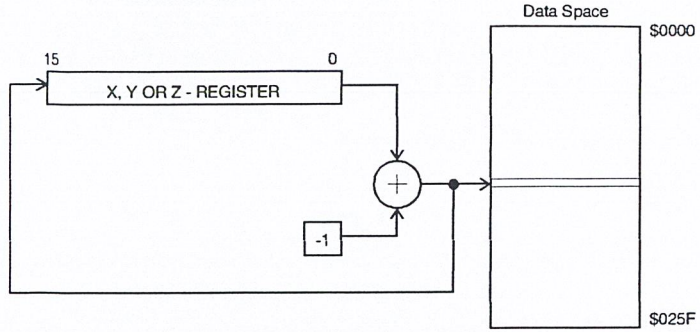 Data Space
$0000
15 0
X, Y OR Z - REGISTER
+
-1
$025F